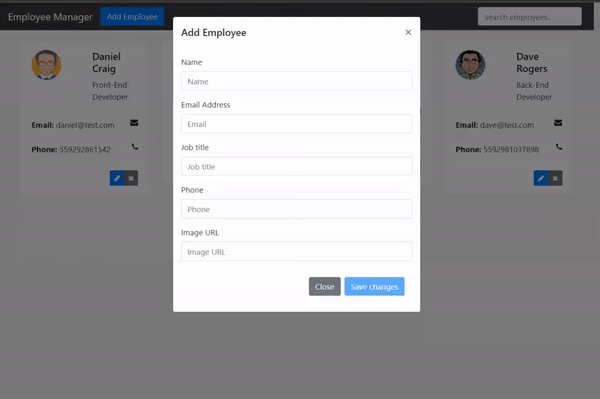 Employee Manager
Add Employee
Search employees..
Add Employee
×
Name
Name
Email Address
Email
Job title
Job title
Phone
Phone
Image URL
Image URL
Close
Save changes
Daniel
Craig
Front-End
Developer
Email: daniel@test.com
Phone: 559292861542
Dave
Rogers
Back-End
Developer
Email: dave@test.com
Phone: 5592981037898